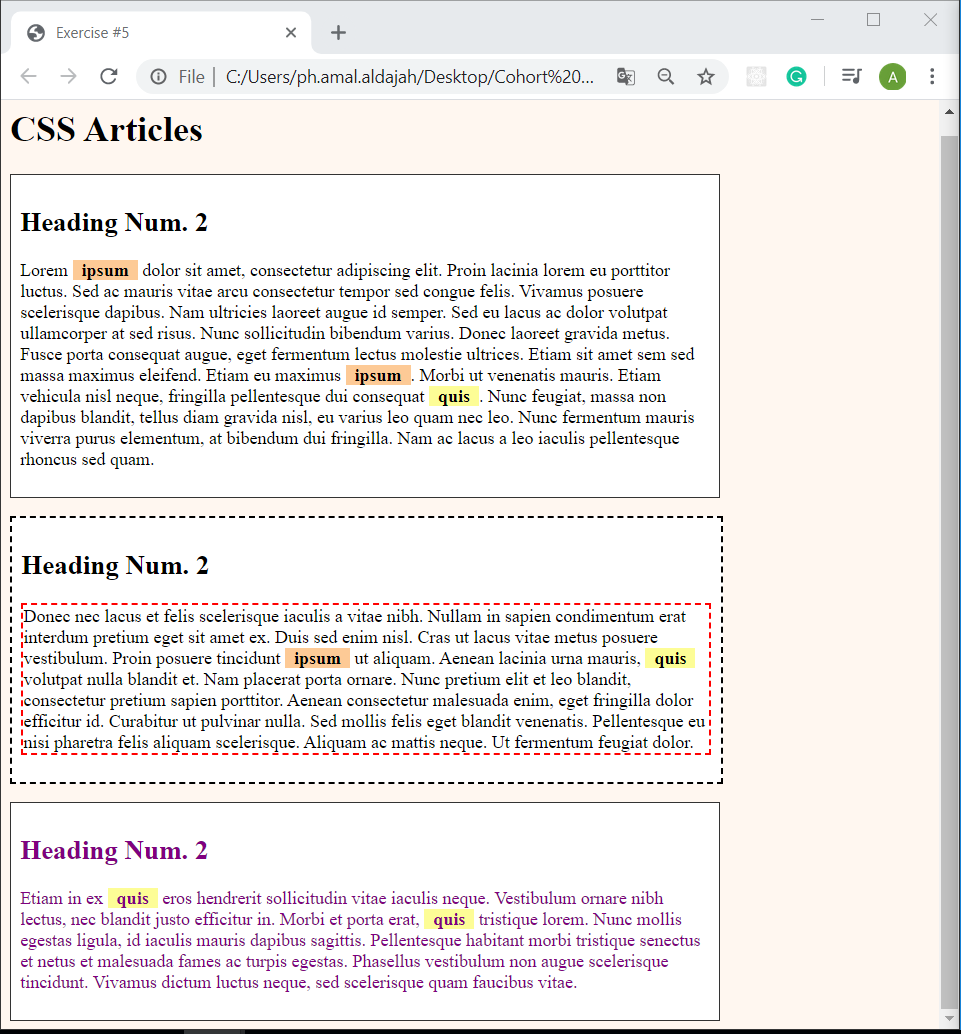 Exercise #5
File | C:/Users/ph.amal.aldajah/Desktop/Cohort%20...
A
CSS Articles
Heading Num. 2
Lorem ipsum dolor sit amet, consectetur adipiscing elit. Proin lacinia lorem eu porttitor
luctus. Sed ac mauris vitae arcu consectetur tempor sed congue felis. Vivamus posuere
scelerisque dapibus. Nam ultricies laoreet augue id semper. Sed eu lacus ac dolor volutpat
ullamcorper at sed risus. Nunc sollicitudin bibendum varius. Donec laoreet gravida metus.
Fusce porta consequat augue, eget fermentum lectus molestie ultrices. Etiam sit amet sem sed
massa maximus eleifend. Etiam eu maximus ipsum . Morbi ut venenatis mauris. Etiam
vehicula nisl neque, fringilla pellentesque dui consequat quis . Nunc feugiat, massa non
dapibus blandit, tellus diam gravida nisl, eu varius leo quam nec leo. Nunc fermentum mauris
viverra purus elementum, at bibendum dui fringilla. Nam ac lacus a leo iaculis pellentesque
rhoncus sed quam.
Heading Num. 2
Donec nec lacus et felis scelerisque iaculis a vitae nibh. Nullam in sapien condimentum erat
interdum pretium eget sit amet ex. Duis sed enim nisl. Cras ut lacus vitae metus posuere
vestibulum. Proin posuere tincidunt ipsum ut aliquam. Aenean lacinia urna mauris, quis
volutpat nulla blandit et. Nam placerat porta ornare. Nunc pretium elit et leo blandit,
consectetur pretium sapien porttitor. Aenean consectetur malesuada enim, eget fringilla dolor
efficitur id. Curabitur ut pulvinar nulla. Sed mollis felis eget blandit venenatis. Pellentesque eu
nisi pharetra felis aliquam scelerisque. Aliquam ac mattis neque. Ut fermentum feugiat dolor.
Heading Num. 2
Etiam in ex quis eros hendrerit sollicitudin vitae iaculis neque. Vestibulum ornare nibh
lectus, nec blandit justo efficitur in. Morbi et porta erat, quis tristique lorem. Nunc mollis
egestas ligula, id iaculis mauris dapibus sagittis. Pellentesque habitant morbi tristique senectus
et netus et malesuada fames ac turpis egestas. Phasellus vestibulum non augue scelerisque
tincidunt. Vivamus dictum luctus neque, sed scelerisque quam faucibus vitae.